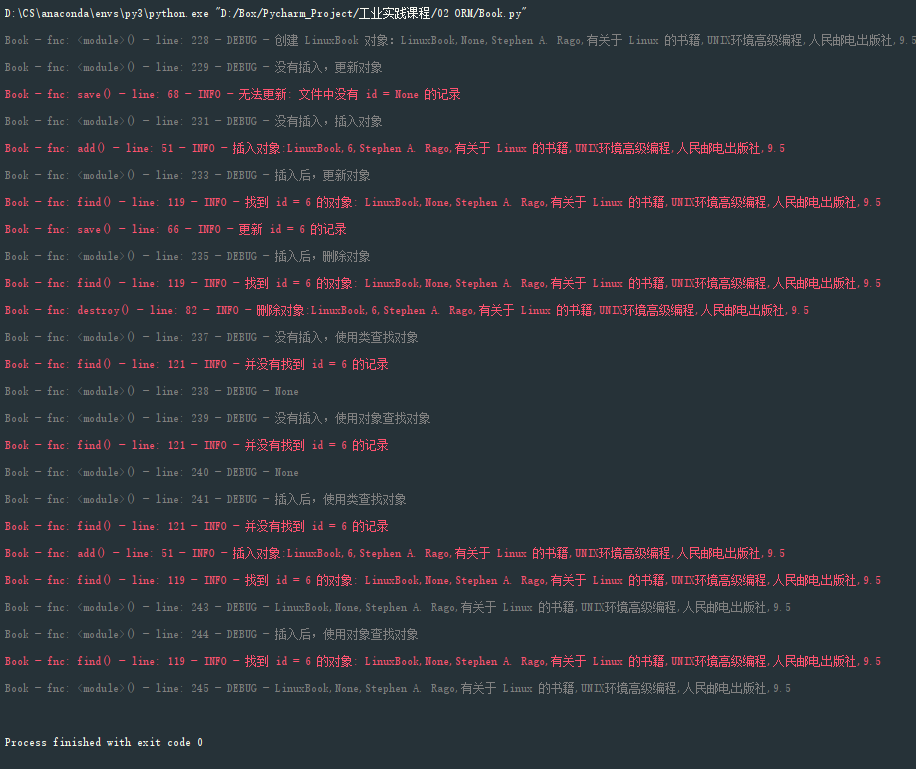 D:\CS\anaconda\envs\py3\python.exe "D:/Box/Pycharm_Project/工业实践课程/02 ORM/Book.py"
Book - fnc: <module>() - line: 228 - DEBUG - 创建 LinuxBook 对象: LinuxBook,None,Stephen A. Rago,有关于 Linux 的书籍,UNIX环境高级编程,人民邮电出版社,9.5
Book - fnc: <module>() - line: 229 - DEBUG - 没有插入，更新对象
Book - fnc: save() - line: 68 - INFO - 无法更新: 文件中没有 id = None 的记录
Book - fnc: <module>() - line: 231 - DEBUG - 没有插入，插入对象
Book - fnc: add() - line: 51 - INFO - 插入对象:LinuxBook,6,Stephen A. Rago,有关于 Linux 的书籍,UNIX环境高级编程,人民邮电出版社,9.5
Book - fnc: <module>() - line: 233 - DEBUG - 插入后，更新对象
Book - fnc: find() - line: 119 - INFO - 找到 id = 6 的对象: LinuxBook,None,Stephen A. Rago,有关于 Linux 的书籍,UNIX环境高级编程,人民邮电出版社,9.5
Book - fnc: save() - line: 66 - INFO - 更新 id = 6 的记录
Book - fnc: <module>() - line: 235 - DEBUG - 插入后，删除对象
Book - fnc: find() - line: 119 - INFO - 找到 id = 6 的对象: LinuxBook,None,Stephen A. Rago,有关于 Linux 的书籍,UNIX环境高级编程,人民邮电出版社,9.5
Book - fnc: destroy() - line: 82 - INFO - 删除对象:LinuxBook,6,Stephen A. Rago,有关于 Linux 的书籍,UNIX环境高级编程,人民邮电出版社,9.5
Book - fnc: <module>() - line: 237 - DEBUG - 没有插入，使用类查找对象
Book - fnc: find() - line: 121 - INFO - 并没有找到 id = 6 的记录
Book - fnc: <module>() - line: 238 - DEBUG - None
Book - fnc: <module>() - line: 239 - DEBUG - 没有插入，使用对象查找对象
Book - fnc: find() - line: 121 - INFO - 并没有找到 id = 6 的记录
Book - fnc: <module>() - line: 240 - DEBUG - None
Book - fnc: <module>() - line: 241 - DEBUG - 插入后，使用类查找对象
Book - fnc: find() - line: 121 - INFO - 并没有找到 id = 6 的记录
Book - fnc: add() - line: 51 - INFO - 插入对象:LinuxBook,6,Stephen A. Rago,有关于 Linux 的书籍,UNIX环境高级编程,人民邮电出版社,9.5
Book - fnc: find() - line: 119 - INFO - 找到 id = 6 的对象: LinuxBook,None,Stephen A. Rago,有关于 Linux 的书籍,UNIX环境高级编程,人民邮电出版社,9.5
Book - fnc: <module>() - line: 243 - DEBUG - LinuxBook,None,Stephen A. Rago,有关于 Linux 的书籍,UNIX环境高级编程,人民邮电出版社,9.5
Book - fnc: <module>() - line: 244 - DEBUG - 插入后，使用对象查找对象
Book - fnc: find() - line: 119 - INFO - 找到 id = 6 的对象: LinuxBook,None,Stephen A. Rago,有关于 Linux 的书籍,UNIX环境高级编程,人民邮电出版社,9.5
Book - fnc: <module>() - line: 245 - DEBUG - LinuxBook,None,Stephen A. Rago,有关于 Linux 的书籍,UNIX环境高级编程,人民邮电出版社,9.5
Process finished with exit code 0